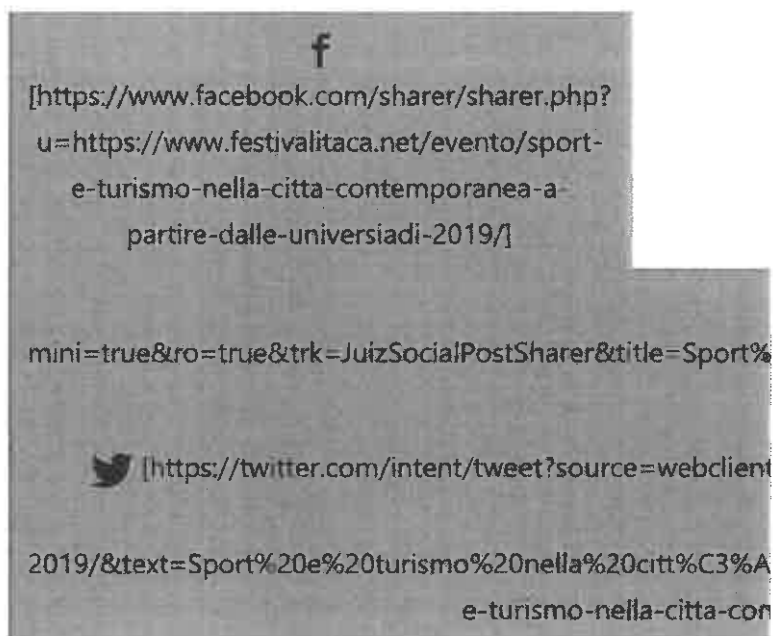 f
[https://www.facebook.com/sharer/sharer.php?
u=https://www.festivalitaca.net/evento/sport-
e-turismo-nella-citta-contemporanea-a-
partire-dalle-universiadi-2019/]
mini=true&ro=true&trk=JuizSocialPostSharer&title=Sport%
[https://twitter.com/intent/tweet?source=webclient
2019/&text=Sport%20e%20turismo%20nella%20citt%C3%A
e-turismo-nella-citta-con